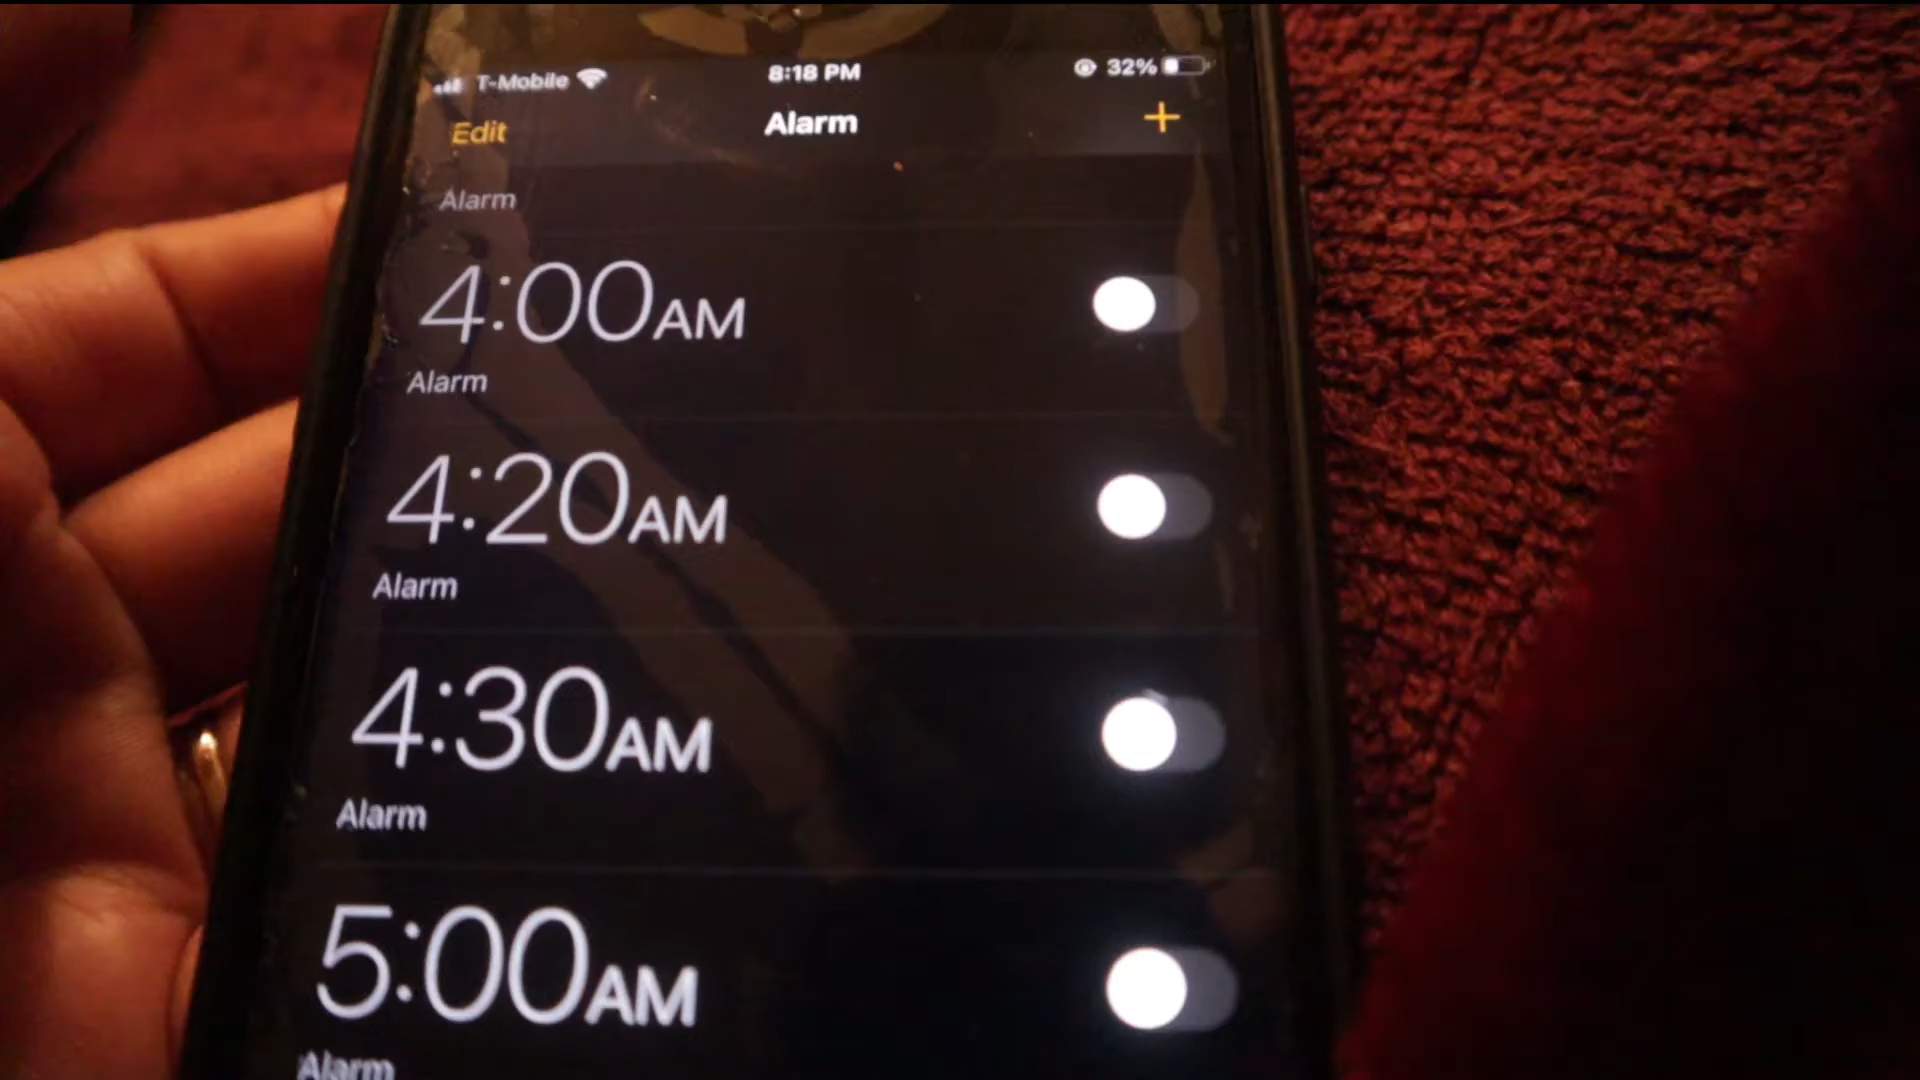 T-Mobile 8:18 PM 32%
Edit Alarm +
Alarm
4:00AM
Alarm
4:20AM
Alarm
4:30AM
Alarm
5:00AM
Alarm